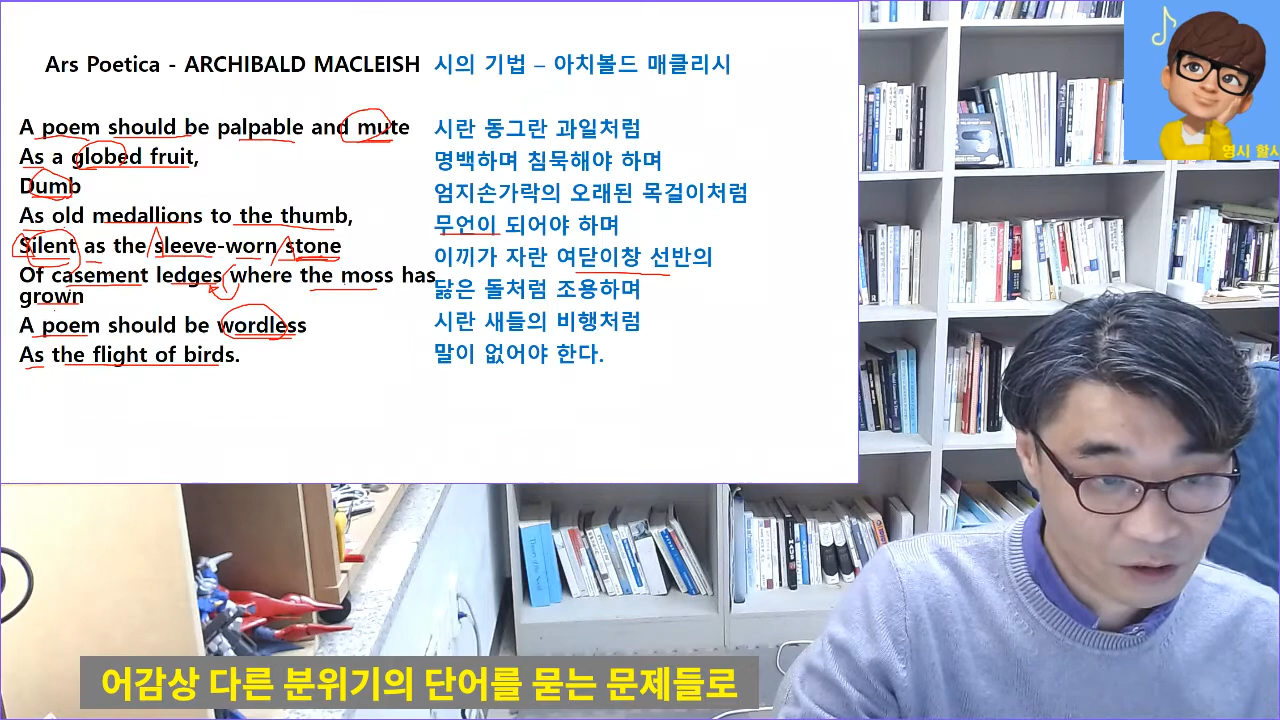 Ars Poetica - ARCHIBALD MACLEISH 시의 기법 – 아치볼드 매클리시
A poem should be palpable and mute
As a globed fruit,
Dumb
As old medallions to the thumb,
Silent as the sleeve-worn stone
Of casement ledges where the moss has
grown
A poem should be wordless
As the flight of birds.
시란 동그란 과일처럼
명백하며 침묵해야 하며
엄지손가락의 오래된 목걸이처럼
무언이 되어야 하며
이끼가 자란 여닫이창 선반의
닳은 돌처럼 조용하며
시란 새들의 비행처럼
말이 없어야 한다.
영시 할시
어감상 다른 분위기의 단어를 묻는 문제들로